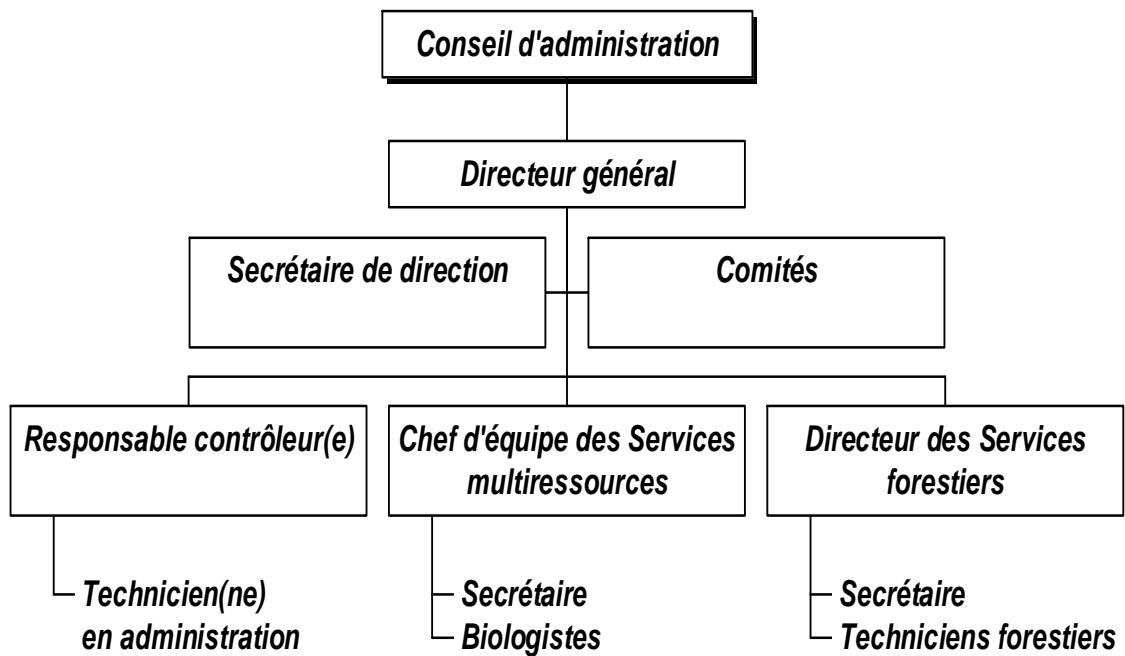 Conseil d'administration
Directeur général
Secrétaire de direction
Comités
Responsable contrôleur(e)
Chef d'équipe des Services
multiressources
Directeur des Services
forestiers
Technicien(ne)
en administration
Secrétaire
Biologistes
Secrétaire
Techniciens forestiers